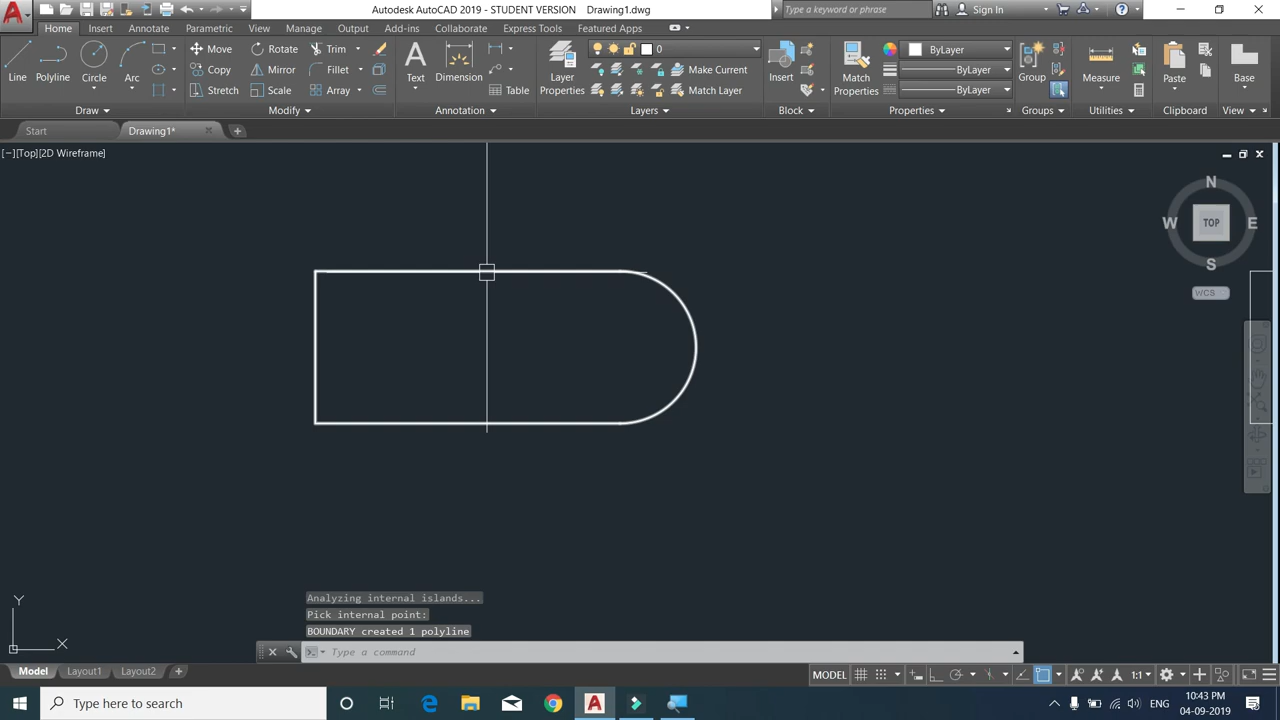 Autodesk AutoCAD 2019 - STUDENT VERSION Drawing1.dwg
Type a keyword or phrase
Sign In
Home Insert Annotate Parametric View Manage Output Add-ins Collaborate Express Tools Featured Apps
Line Polyline Circle Arc
Move Rotate Trim
Copy Mirror Fillet
Stretch Scale Array
Text Dimension Table
Layer Properties
0
Make Current
Match Layer
Insert
Match Properties
ByLayer
ByLayer
ByLayer
Group
Measure
Paste
Base
Draw Modify Annotation Layers Block Properties Groups Utilities Clipboard View
Start Drawing1*
[−][Top][2D Wireframe]
N
W TOP E
S
WCS
Analyzing internal islands...
Pick internal point:
BOUNDARY created 1 polyline
Y
X
Type a command
Model Layout1 Layout2
MODEL 1:1
Type here to search
ENG
10:43 PM
04-09-2019